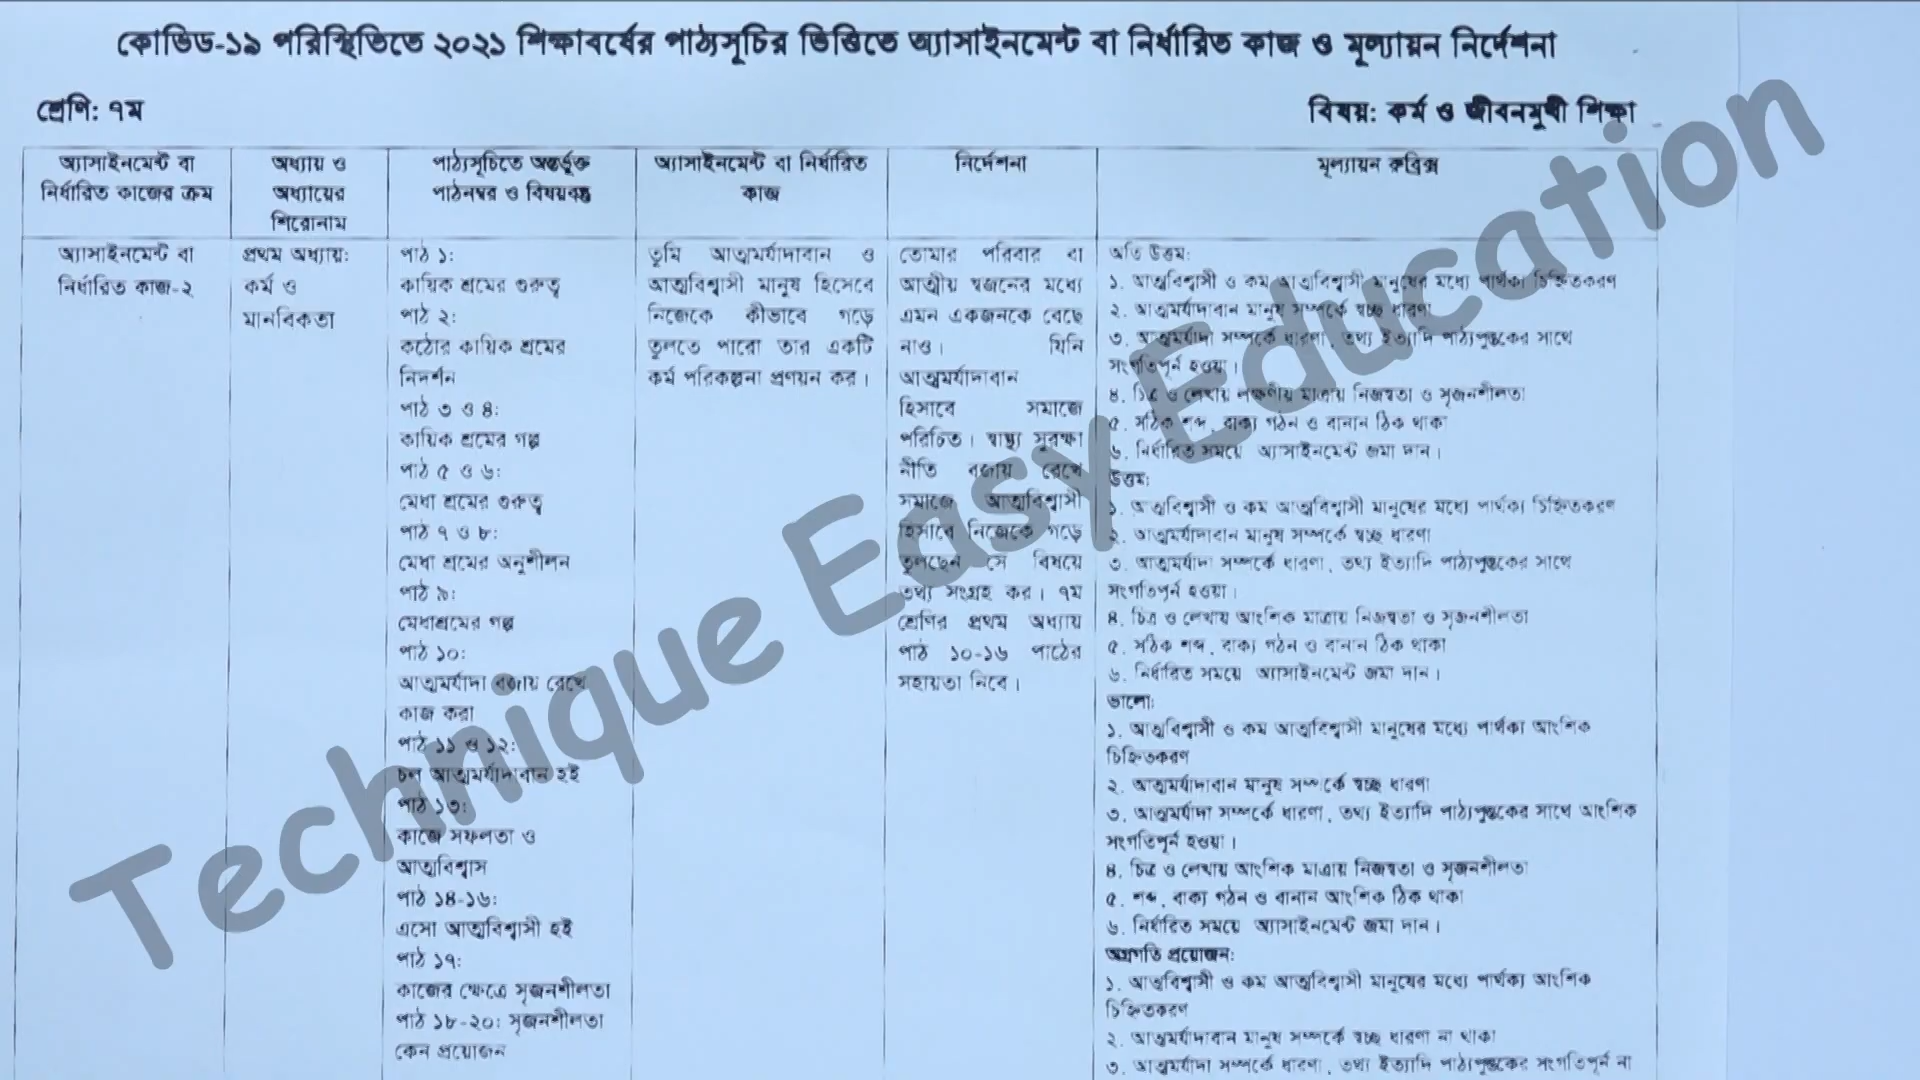 কোভিড-১৯ পরিস্থিতিতে ২০২১ শিক্ষাবর্ষের পাঠ্যসূচির ভিত্তিতে অ্যাসাইনমেন্ট বা নির্ধারিত কাজ ও মূল্যায়ন নির্দেশনা
শ্রেণি: ৭ম
বিষয়: কর্ম ও জীবনমুখী শিক্ষা
অ্যাসাইনমেন্ট বা
নির্ধারিত কাজের ক্রম
অধ্যায় ও
অধ্যায়ের
শিরোনাম
পাঠ্যসূচিতে অন্তর্ভূক্ত
পাঠনম্বর ও বিষয়বস্তু
অ্যাসাইনমেন্ট বা নির্ধারিত
কাজ
নির্দেশনা
মূল্যায়ন রুব্রিক্স
অ্যাসাইনমেন্ট বা
নির্ধারিত কাজ-২
প্রথম অধ্যায়:
কর্ম ও
মানবিকতা
পাঠ ১:
কায়িক শ্রমের গুরুত্ব
পাঠ ২:
কঠোর কায়িক শ্রমের
নিদর্শন
পাঠ ৩ ও ৪:
কায়িক শ্রমের গল্প
পাঠ ৫ ও ৬:
মেধা শ্রমের গুরুত্ব
পাঠ ৭ ও ৮:
মেধা শ্রমের অনুশীলন
পাঠ ৯:
মেধাশ্রমের গল্প
পাঠ ১০:
আত্মমর্যাদা বজায় রেখে
কাজ করা
পাঠ ১১ ও ১২:
চল আত্মমর্যাদাবান হই
পাঠ ১৩:
কাজে সফলতা ও
আত্মবিশ্বাস
পাঠ ১৪-১৬:
এসো আত্মবিশ্বাসী হই
পাঠ ১৭:
কাজের ক্ষেত্রে সৃজনশীলতা
পাঠ ১৮-২০: সৃজনশীলতা
কেন প্রয়োজন
তুমি আত্মমর্যাদাবান ও
আত্মবিশ্বাসী মানুষ হিসেবে
নিজেকে কীভাবে গড়ে
তুলতে পারো তার একটি
কর্ম পরিকল্পনা প্রণয়ন কর।
তোমার পরিবার বা
আত্মীয় স্বজনের মধ্যে
এমন একজনকে বেছে
নাও। যিনি
আত্মমর্যাদাবান
হিসাবে সমাজে
পরিচিত। স্বাস্থ্য সুরক্ষা
নীতি বজায় রেখে
সমাজে আত্মবিশ্বাসী
হিসাবে নিজেকে গড়ে
তুলছেন সে বিষয়ে
তথ্য সংগ্রহ কর। ৭ম
শ্রেণির প্রথম অধ্যায়
পাঠ ১০-১৬ পাঠের
সহায়তা নিবে।
অতি উত্তম:
১. আত্মবিশ্বাসী ও কম আত্মবিশ্বাসী মানুষের মধ্যে পার্থক্য চিহ্নিতকরণ
২. আত্মমর্যাদাবান মানুষ সম্পর্কে স্বচ্ছ ধারণা
৩. আত্মমর্যাদা সম্পর্কে ধারণা, তথ্য ইত্যাদি পাঠ্যপুস্তকের সাথে
সংগতিপূর্ন হওয়া।
৪. চিত্র ও লেখায় লক্ষণীয় মাত্রায় নিজস্বতা ও সৃজনশীলতা
৫. সঠিক শব্দ, বাক্য গঠন ও বানান ঠিক থাকা
৬. নির্ধারিত সময়ে অ্যাসাইনমেন্ট জমা দান।
উত্তম:
১. আত্মবিশ্বাসী ও কম আত্মবিশ্বাসী মানুষের মধ্যে পার্থক্য চিহ্নিতকরণ
২. আত্মমর্যাদাবান মানুষ সম্পর্কে স্বচ্ছ ধারণা
৩. আত্মমর্যাদা সম্পর্কে ধারণা, তথ্য ইত্যাদি পাঠ্যপুস্তকের সাথে
সংগতিপূর্ন হওয়া।
৪. চিত্র ও লেখায় আংশিক মাত্রায় নিজস্বতা ও সৃজনশীলতা
৫. সঠিক শব্দ, বাক্য গঠন ও বানান ঠিক থাকা
৬. নির্ধারিত সময়ে অ্যাসাইনমেন্ট জমা দান।
ভালো:
১. আত্মবিশ্বাসী ও কম আত্মবিশ্বাসী মানুষের মধ্যে পার্থক্য আংশিক
চিহ্নিতকরণ
২. আত্মমর্যাদাবান মানুষ সম্পর্কে স্বচ্ছ ধারণা
৩. আত্মমর্যাদা সম্পর্কে ধারণা, তথ্য ইত্যাদি পাঠ্যপুস্তকের সাথে আংশিক
সংগতিপূর্ন হওয়া।
৪. চিত্র ও লেখায় আংশিক মাত্রায় নিজস্বতা ও সৃজনশীলতা
৫. শব্দ, বাক্য গঠন ও বানান আংশিক ঠিক থাকা
৬. নির্ধারিত সময়ে অ্যাসাইনমেন্ট জমা দান।
অগ্রগতি প্রয়োজন:
১. আত্মবিশ্বাসী ও কম আত্মবিশ্বাসী মানুষের মধ্যে পার্থক্য আংশিক
চিহ্নিতকরণ
২. আত্মমর্যাদাবান মানুষ সম্পর্কে স্বচ্ছ ধারণা না থাকা
৩. আত্মমর্যাদা সম্পর্কে ধারণা, তথ্য ইত্যাদি পাঠ্যপুস্তকের সংগতিপূর্ন না
Technique Easy Education